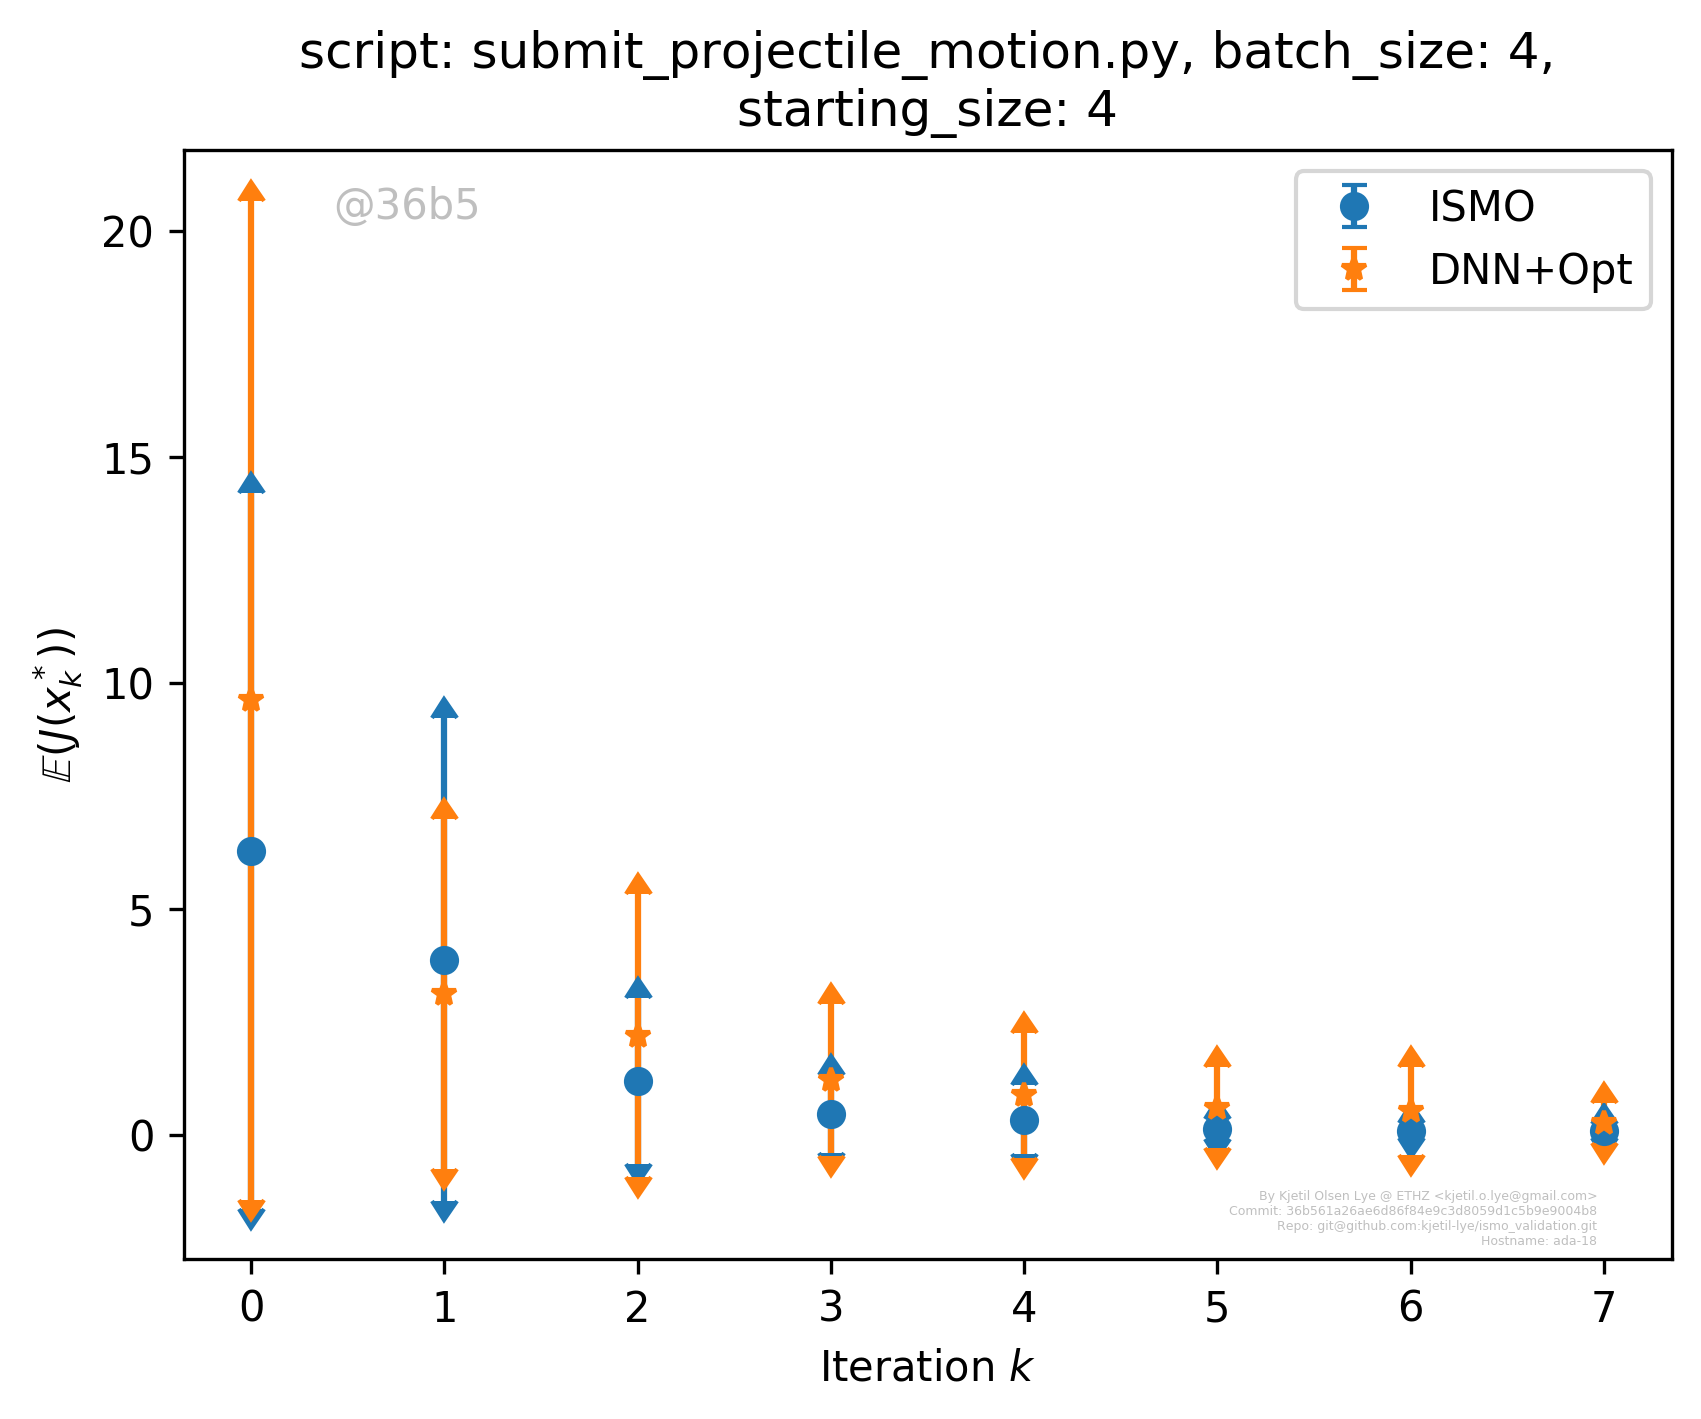 script: submit_projectile_motion.py, batch_size: 4,
starting_size: 4
@36b5
ISMO
DNN+Opt
20
15
10
5
0
𝔼(J(x*k))
By Kjetil Olsen Lye @ ETHZ <kjetil.o.lye@gmail.com>
Commit: 36b561a26ae6d86f84e9c3d8059d1c5b9e9004b8
Repo: git@github.com:kjetil-lye/ismo_validation.git
Hostname: ada-18
0 1 2 3 4 5 6 7
Iteration k